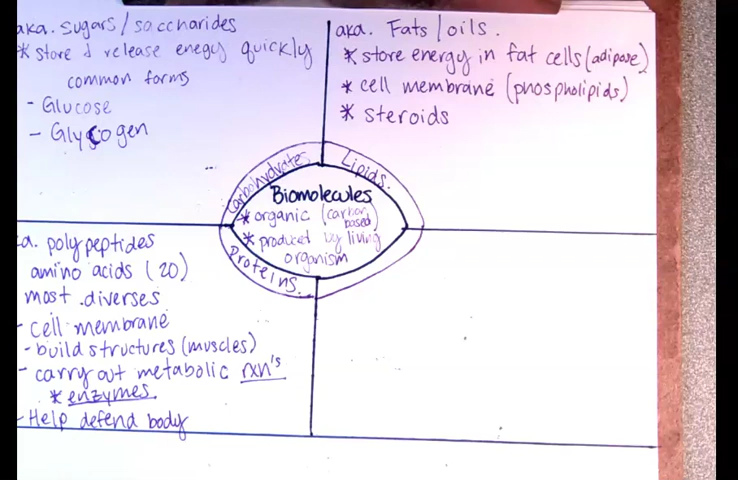 aka. Sugars/saccharides
* store & release enegy quickly
common forms
- Glucose
- Glycogen
aka. Fats/oils.
* store energy in fat cells (adipose)
* cell membrane (phospholipids)
* steroids
Carbohydrates
Lipids.
Biomolecules
* organic (carbon based)
* produced by living
organism
proteins.
a. polypeptides
amino acids (20)
most diverses
- cell membrane
- build structures (muscles)
- carry out metabolic rxn's
* enzymes.
- Help defend body